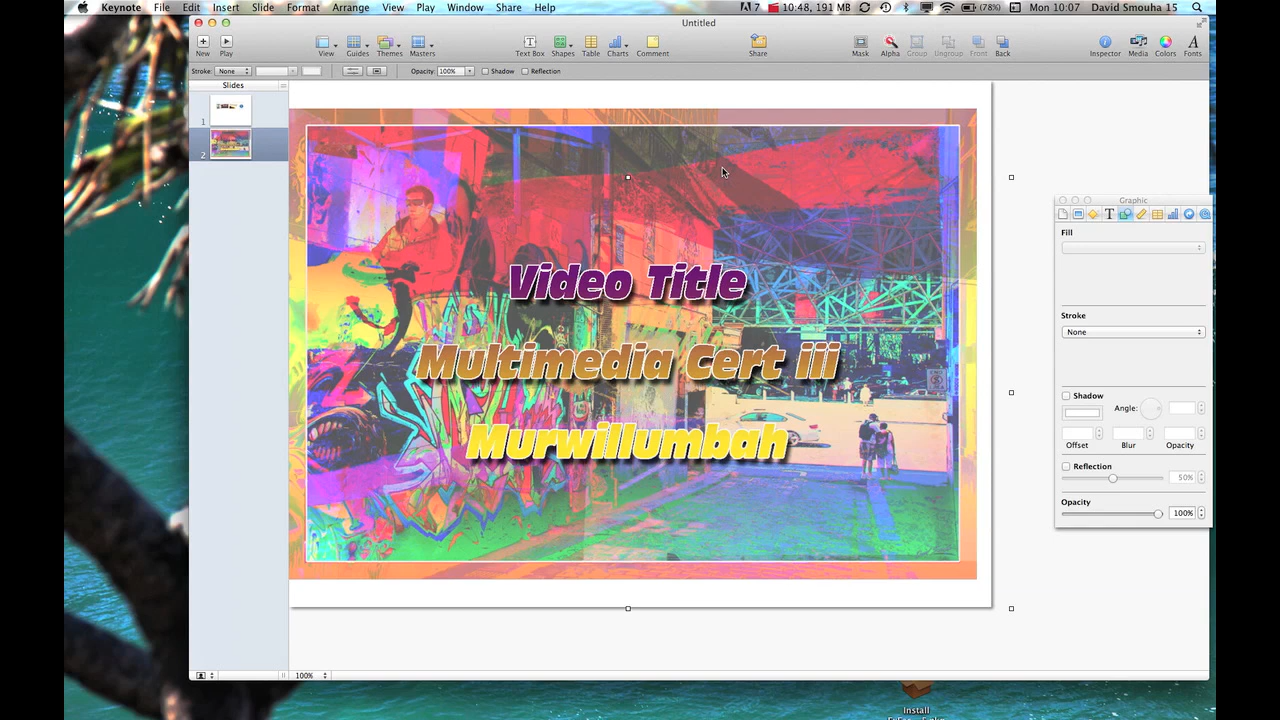 Keynote File Edit Insert Slide Format Arrange View Play Window Share Help 7 10:48, 191 MB (78%) Mon 10:07 David Smouha 15
Untitled
New Play View Guides Themes Masters Text Box Shapes Table Charts Comment Share Mask Alpha Group Ungroup Front Back Inspector Media Colors Fonts
Stroke: None Opacity: 100% Shadow Reflection
Slides
1
2
Video Title
Multimedia Cert iii
Murwillumbah
Graphic
Fill
Stroke
None
Shadow
Angle:
Offset Blur Opacity
Reflection
50%
Opacity
100%
100%
Install